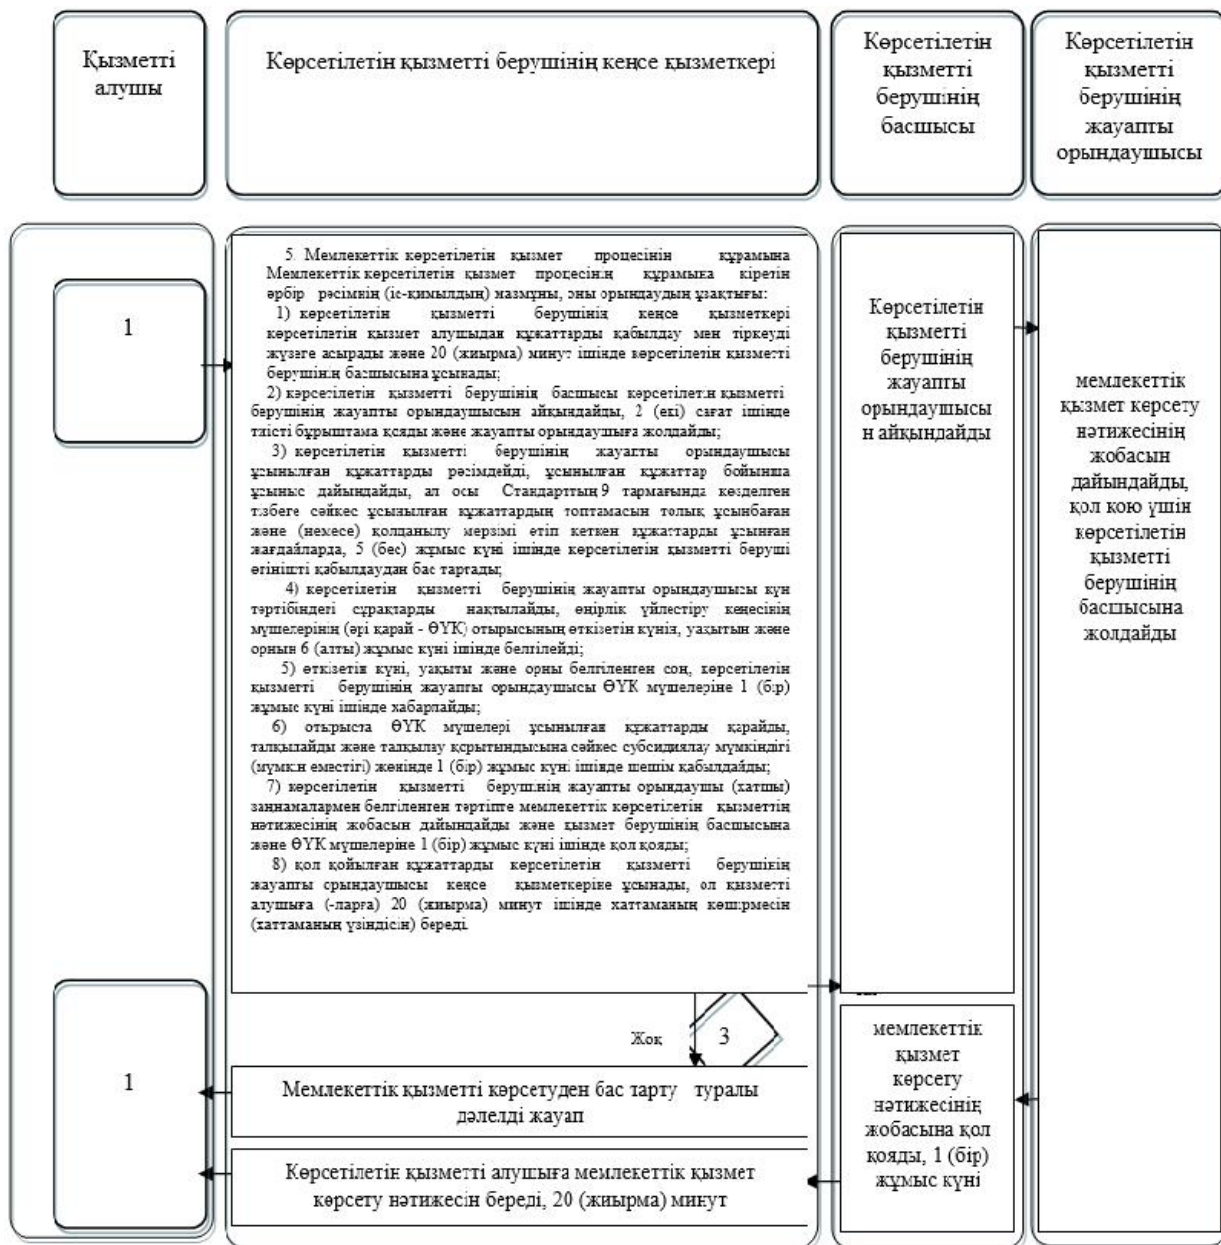 Қызметті
алушы
Көрсетілетін қызметті берушінің кеңсе қызметкері
Көрсетілетін
қызметті
берушінің
басшысы
Көрсетілетін
қызметті
берушінің
жауапты
орындаушысы
1
5. Мемлекеттік көрсетілетін қызмет процесінің құрамына
Мемлекеттік көрсетілетін қызмет процесінің құрамына кіретін
әрбір рәсімнің (іс-қимылдың) мазмұны, оны орындаудың ұзақтығы:
1) көрсетілетін қызметті берушінің кеңсе қызметкері
көрсетілетін қызмет алушыдан құжаттарды қабылдау мен тіркеуді
жүзеге асырады және 20 (жиырма) минут ішінде көрсетілетін қызметті
берушінің басшысына ұсынады;
2) көрсетілетін қызметті берушінің басшысы көрсетілетін қызметті
берушінің жауапты орындаушысын айқындайды, 2 (екі) сағат ішінде
тиісті бұрыштама қояды және жауапты орындаушыға жолдайды;
3) көрсетілетін қызметті берушінің жауапты орындаушысы
ұсынылған құжаттарды рәсімдейді, ұсынылған құжаттар бойынша
ұсыныс дайындайды, ал осы Стандарттың 9 тармағында көзделген
тізбеге сәйкес ұсынылған құжаттардың топтамасын толық ұсынбаған
және (немесе) қолданылу мерзімі өтіп кеткен құжаттарды ұсынған
жағдайларда, 5 (бес) жұмыс күні ішінде көрсетілетін қызметті беруші
өтінішті қабылдаудан бас тартады;
4) көрсетілетін қызметті берушінің жауапты орындаушысы күн
тәртібіндегі сұрақтарды нақтылайды, өңірлік үйлестіру кеңесінің
мүшелерінің (әрі қарай - ӨҮК) отырысының өткізетін күнін, уақытын және
орнын 6 (алты) жұмыс күні ішінде белгілейді;
5) өткізетін күні, уақыты және орны белгіленген соң, көрсетілетін
қызметті берушінің жауапты орындаушысы ӨҮК мүшелеріне 1 (бір)
жұмыс күні ішінде хабарлайды;
6) отырыста ӨҮК мүшелері ұсынылған құжаттарды қарайды,
талқылайды және талқылау қорытындысына сәйкес субсидиялау мүмкіндігі
(мүмкін еместігі) жөнінде 1 (бір) жұмыс күні ішінде шешім қабылдайды;
7) көрсетілетін қызметті берушінің жауапты орындаушы (хатшы)
заңнамалармен белгіленген тәртіпте мемлекеттік көрсетілетін қызметтің
нәтижесінің жобасын дайындайды және қызмет берушінің басшысына
және ӨҮК мүшелеріне 1 (бір) жұмыс күні ішінде қол қояды;
8) қол қойылған құжаттарды көрсетілетін қызметті берушінің
жауапты орындаушысы кеңсе қызметкеріне ұсынады, ол қызметті
алушыға (-ларға) 20 (жиырма) минут ішінде хаттаманың көшірмесін
(хаттаманың үзіндісін) береді.
Көрсетілетін
қызметті
берушінің
жауапты
орындаушысы
н айқындайды
мемлекеттік
қызмет көрсету
нәтижесінің
жобасын
дайындайды,
қол қою үшін
көрсетілетін
қызметті
берушінің
басшысына
жолдайды
Жоқ
3
1
Мемлекеттік қызметті көрсетуден бас тарту туралы
дәлелді жауап
Көрсетілетін қызметті алушыға мемлекеттік қызмет
көрсету нәтижесін береді, 20 (жиырма) минут
мемлекеттік
қызмет
көрсету
нәтижесінің
жобасына қол
қояды, 1 (бір)
жұмыс күні